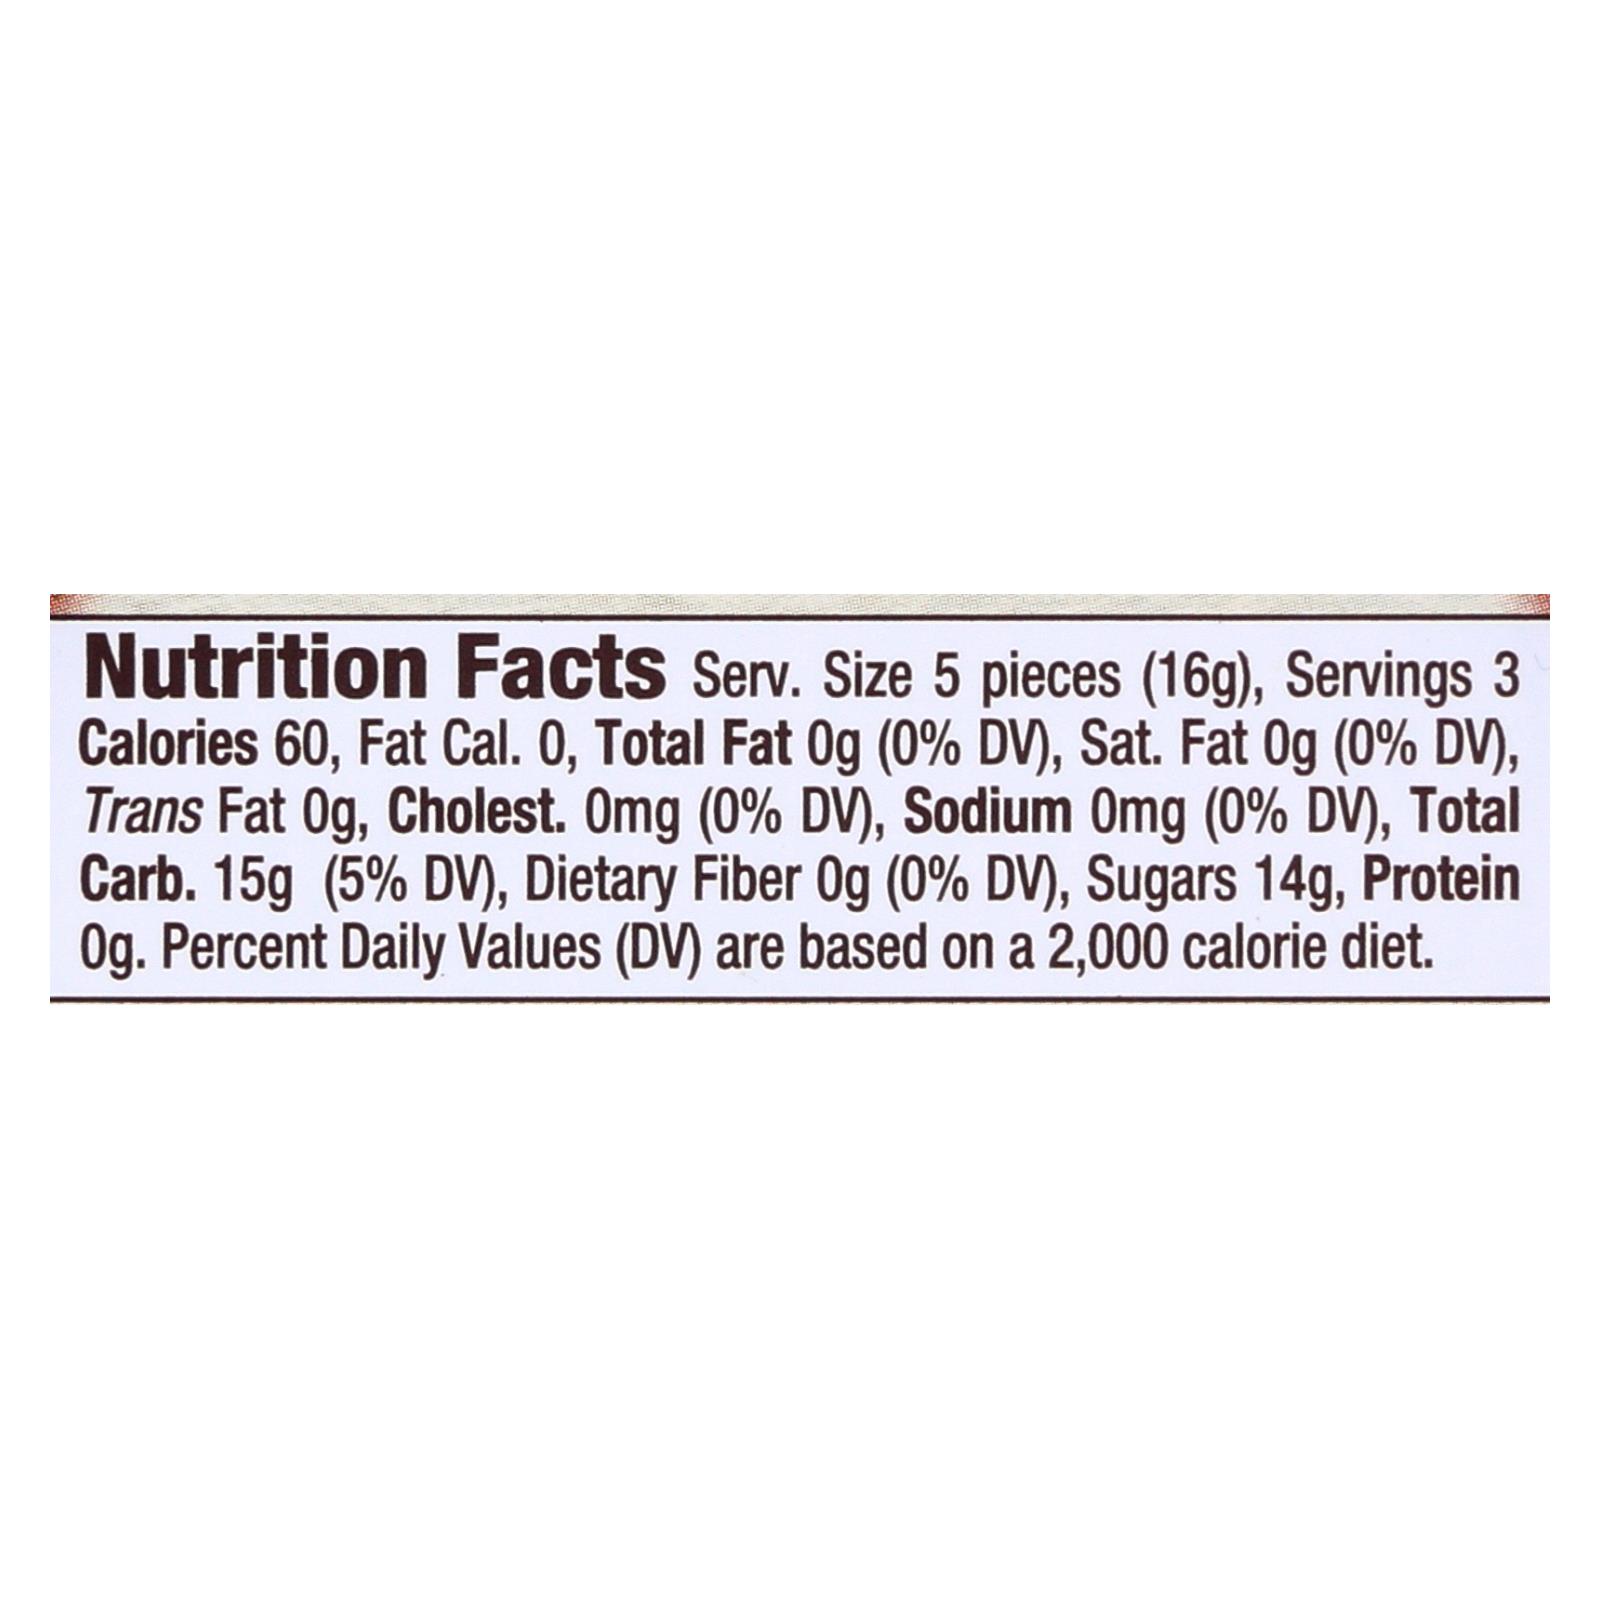 Nutrition Facts Serv. Size 5 pieces (16g), Servings 3
Calories 60, Fat Cal. 0, Total Fat 0g (0% DV), Sat. Fat 0g (0% DV),
Trans Fat 0g, Cholest. 0mg (0% DV), Sodium 0mg (0% DV), Total
Carb. 15g (5% DV), Dietary Fiber 0g (0% DV), Sugars 14g, Protein
0g. Percent Daily Values (DV) are based on a 2,000 calorie diet.